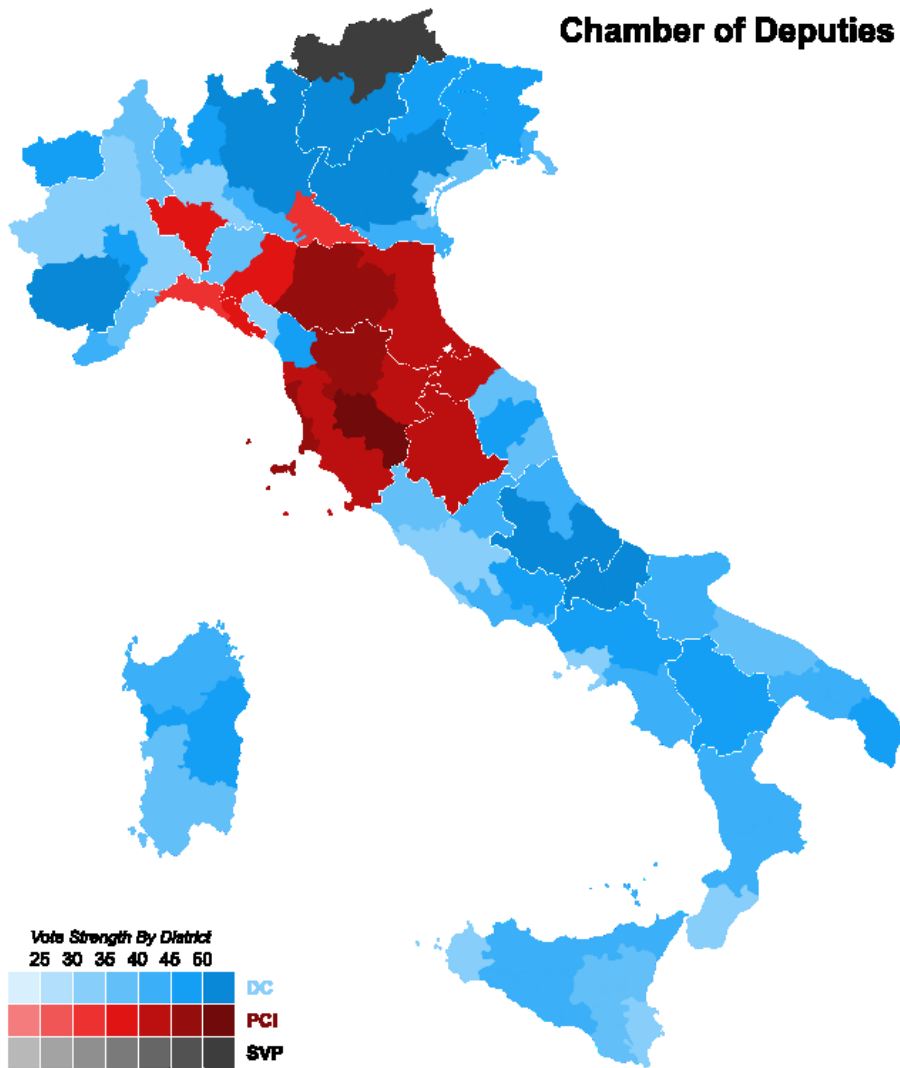 Chamber of Deputies
Vote Strength By District
25 30 35 40 45 50
DC
PCI
SVP